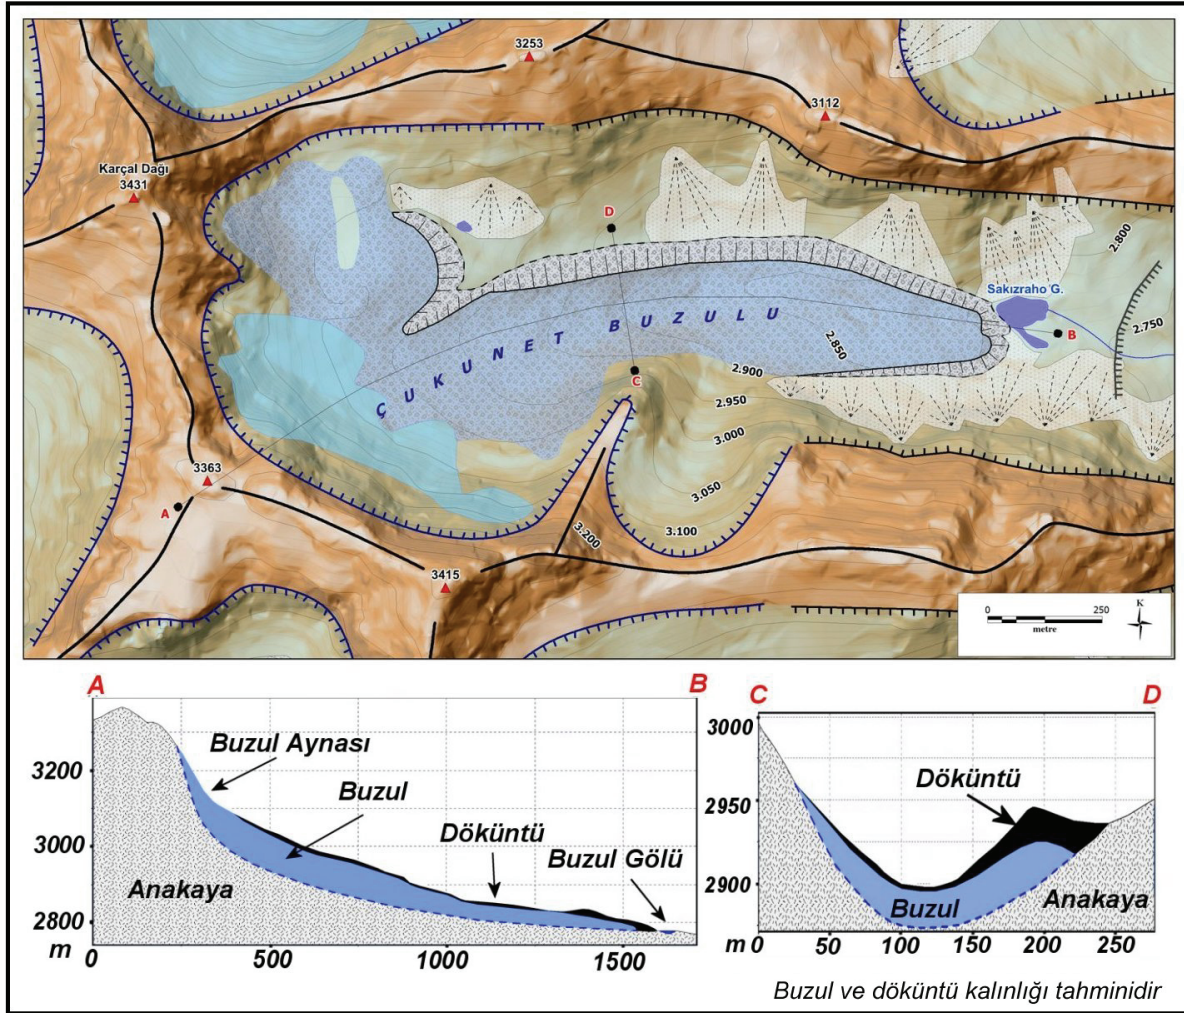 3253
3112
Karçal Dağı
3431
D
2.800
Sakızraho G.
B
2.750
ÇUKUNET BUZULU
2.850
2.900
C
2.950
3.000
3363
A
3.050
3.100
3.200
3415
0 250
metre
K
A B
Buzul Aynası
Buzul
Döküntü
Buzul Gölü
Anakaya
3200
3000
2800
m
0 500 1000 1500
C D
3000
2950
2900
Döküntü
Buzul
Anakaya
m 0 50 100 150 200 250
Buzul ve döküntü kalınlığı tahminidir